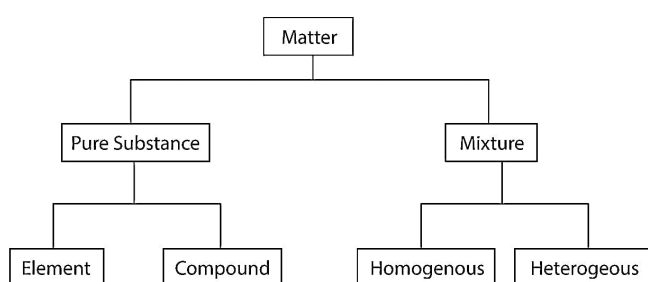 Matter
Pure Substance
Mixture
Element
Compound
Homogenous
Heterogeous